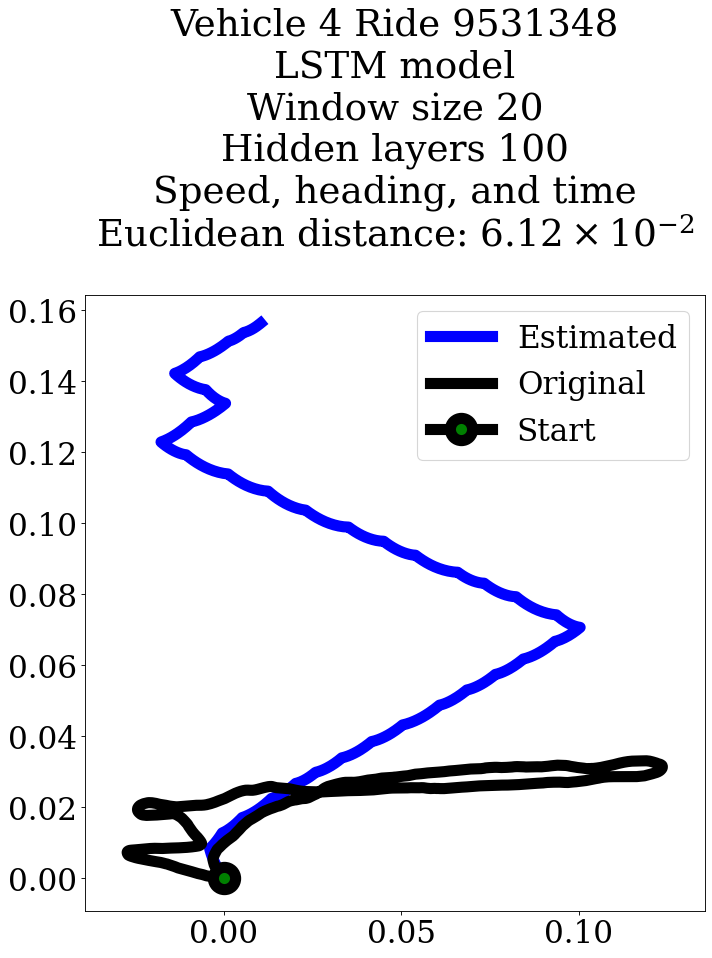 Vehicle 4 Ride 9531348
LSTM model
Window size 20
Hidden layers 100
Speed, heading, and time
Euclidean distance: 6.12 × 10⁻²
0.16
0.14
0.12
0.10
0.08
0.06
0.04
0.02
0.00
Estimated
Original
Start
0.00 0.05 0.10